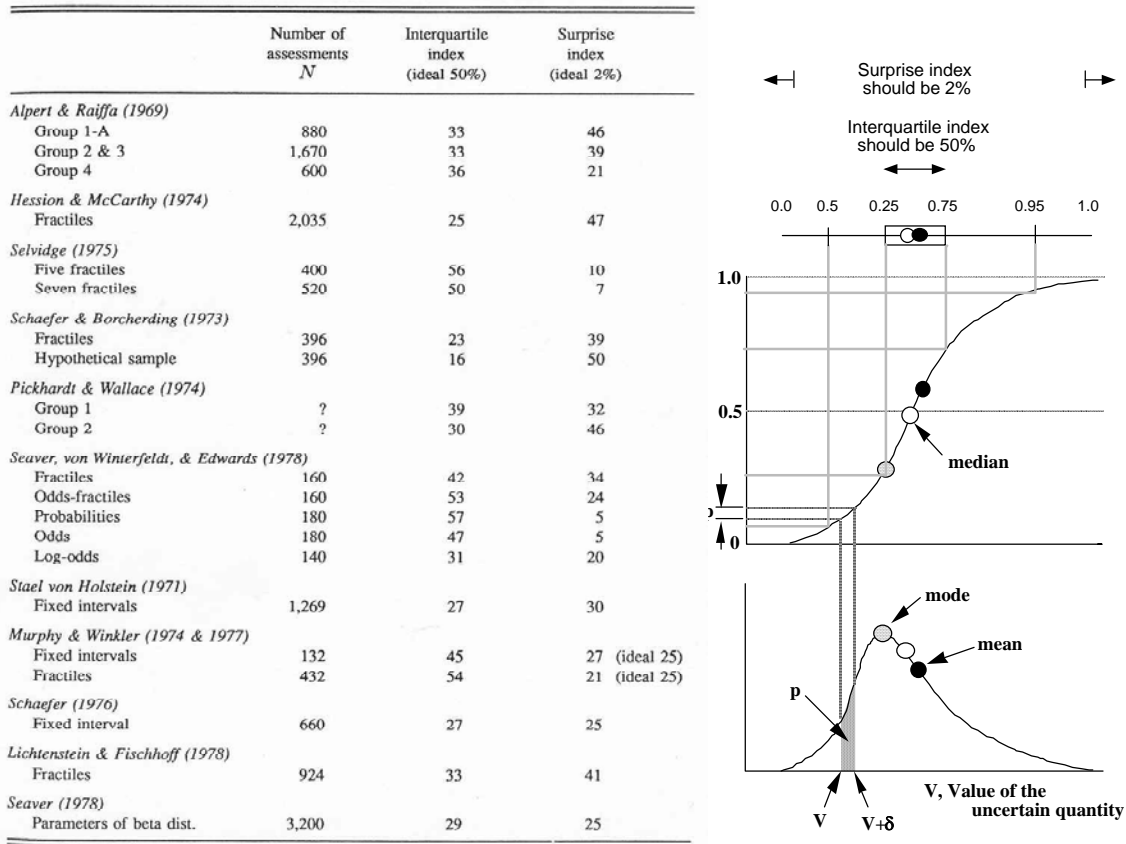 Number of Interquartile Surprise
assessments index index
N (ideal 50%) (ideal 2%)
Alpert & Raiffa (1969)
Group 1-A 880 33 46
Group 2 & 3 1,670 33 39
Group 4 600 36 21
Hession & McCarthy (1974)
Fractiles 2,035 25 47
Selvidge (1975)
Five fractiles 400 56 10
Seven fractiles 520 50 7
Schaefer & Borcherding (1973)
Fractiles 396 23 39
Hypothetical sample 396 16 50
Pickhardt & Wallace (1974)
Group 1 ? 39 32
Group 2 ? 30 46
Seaver, von Winterfeldt, & Edwards (1978)
Fractiles 160 42 34
Odds-fractiles 160 53 24
Probabilities 180 57 5
Odds 180 47 5
Log-odds 140 31 20
Stael von Holstein (1971)
Fixed intervals 1,269 27 30
Murphy & Winkler (1974 & 1977)
Fixed intervals 132 45 27 (ideal 25)
Fractiles 432 54 21 (ideal 25)
Schaefer (1976)
Fixed interval 660 27 25
Lichtenstein & Fischhoff (1978)
Fractiles 924 33 41
Seaver (1978)
Parameters of beta dist. 3,200 29 25
Surprise index
should be 2%
Interquartile index
should be 50%
0.0 0.5 0.25 0.75 0.95 1.0
1.0
0.5
median
0
mode
mean
p
V, Value of the
uncertain quantity
V V+δ